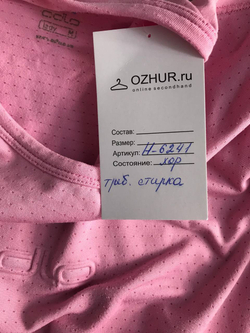 OZHUR.ru
online secondhand
Состав:
Размер:
Артикул: Н-6241
Состояние: хор
треб. стирка